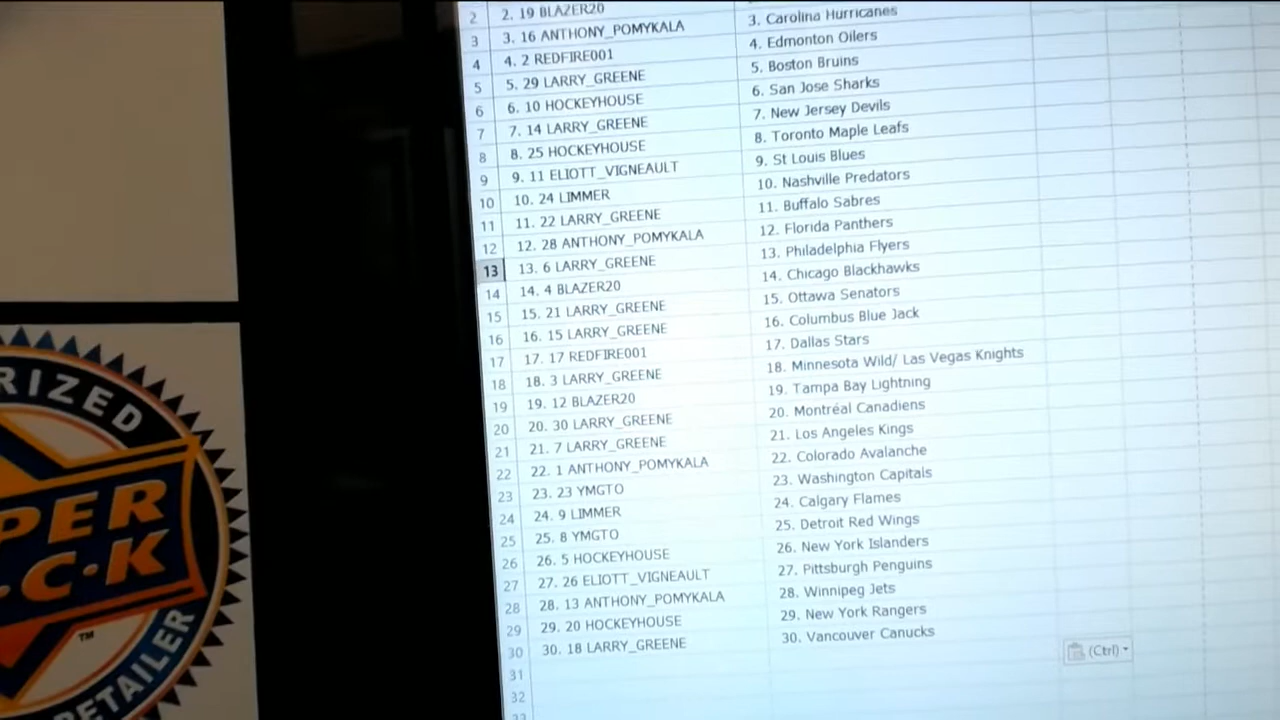 2 2. 19 BLAZER20
3 3. 16 ANTHONY_POMYKALA 3. Carolina Hurricanes
4 4. 2 REDFIRE001 4. Edmonton Oilers
5 5. 29 LARRY_GREENE 5. Boston Bruins
6 6. 10 HOCKEYHOUSE 6. San Jose Sharks
7 7. 14 LARRY_GREENE 7. New Jersey Devils
8 8. 25 HOCKEYHOUSE 8. Toronto Maple Leafs
9 9. 11 ELIOTT_VIGNEAULT 9. St Louis Blues
10 10. 24 LIMMER 10. Nashville Predators
11 11. 22 LARRY_GREENE 11. Buffalo Sabres
12 12. 28 ANTHONY_POMYKALA 12. Florida Panthers
13 13. 6 LARRY_GREENE 13. Philadelphia Flyers
14 14. 4 BLAZER20 14. Chicago Blackhawks
15 15. 21 LARRY_GREENE 15. Ottawa Senators
16 16. 15 LARRY_GREENE 16. Columbus Blue Jack
17 17. 17 REDFIRE001 17. Dallas Stars
18 18. 3 LARRY_GREENE 18. Minnesota Wild/ Las Vegas Knights
19 19. 12 BLAZER20 19. Tampa Bay Lightning
20 20. 30 LARRY_GREENE 20. Montréal Canadiens
21 21. 7 LARRY_GREENE 21. Los Angeles Kings
22 22. 1 ANTHONY_POMYKALA 22. Colorado Avalanche
23 23. 23 YMGTO 23. Washington Capitals
24 24. 9 LIMMER 24. Calgary Flames
25 25. 8 YMGTO 25. Detroit Red Wings
26 26. 5 HOCKEYHOUSE 26. New York Islanders
27 27. 26 ELIOTT_VIGNEAULT 27. Pittsburgh Penguins
28 28. 13 ANTHONY_POMYKALA 28. Winnipeg Jets
29 29. 20 HOCKEYHOUSE 29. New York Rangers
30 30. 18 LARRY_GREENE 30. Vancouver Canucks
31
32
(Ctrl)
RIZED
PER
C·K
TM
RETAILER